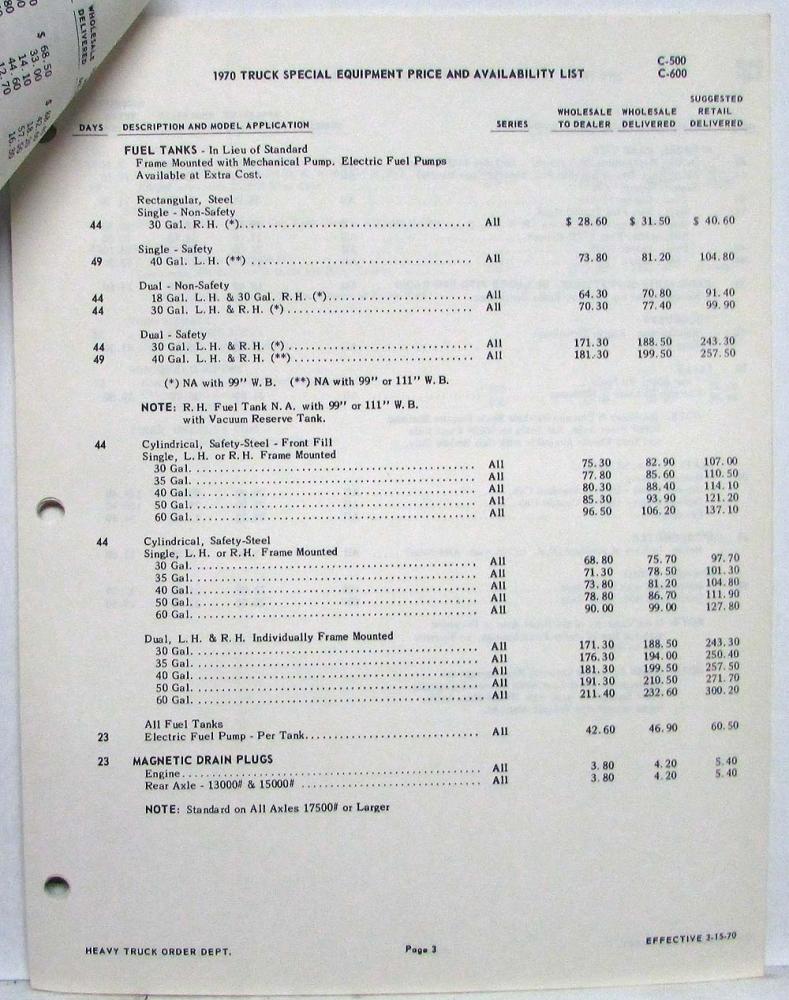 WHOLESALE
DELIVERED
$ 68.50
33.00
14.10
44.60
12.70
C-500
1970 TRUCK SPECIAL EQUIPMENT PRICE AND AVAILABILITY LIST C-600
SUGGESTED
WHOLESALE WHOLESALE RETAIL
DAYS DESCRIPTION AND MODEL APPLICATION SERIES TO DEALER DELIVERED DELIVERED
FUEL TANKS - In Lieu of Standard
Frame Mounted with Mechanical Pump. Electric Fuel Pumps
Available at Extra Cost.
Rectangular, Steel
Single - Non-Safety
44 30 Gal. R.H. (*) All $ 28.60 $ 31.50 $ 40.60
Single - Safety
49 40 Gal. L.H. (**) All 73.80 81.20 104.80
Dual - Non-Safety
44 18 Gal. L.H. & 30 Gal. R.H. (*) All 64.30 70.80 91.40
44 30 Gal. L.H. & R.H. (*) All 70.30 77.40 99.90
Dual - Safety
44 30 Gal. L.H. & R.H. (*) All 171.30 188.50 243.30
49 40 Gal. L.H. & R.H. (**) All 181.30 199.50 257.50
(*) NA with 99" W.B. (**) NA with 99" or 111" W.B.
NOTE: R.H. Fuel Tank N.A. with 99" or 111" W.B.
with Vacuum Reserve Tank.
44 Cylindrical, Safety-Steel - Front Fill
Single, L.H. or R.H. Frame Mounted
30 Gal. All 75.30 82.90 107.00
35 Gal. All 77.80 85.60 110.50
40 Gal. All 80.30 88.40 114.10
50 Gal. All 85.30 93.90 121.20
60 Gal. All 96.50 106.20 137.10
44 Cylindrical, Safety-Steel
Single, L.H. or R.H. Frame Mounted
30 Gal. All 68.80 75.70 97.70
35 Gal. All 71.30 78.50 101.30
40 Gal. All 73.80 81.20 104.80
50 Gal. All 78.80 86.70 111.90
60 Gal. All 90.00 99.00 127.80
Dual, L.H. & R.H. Individually Frame Mounted
30 Gal. All 171.30 188.50 243.30
35 Gal. All 176.30 194.00 250.40
40 Gal. All 181.30 199.50 257.50
50 Gal. All 191.30 210.50 271.70
60 Gal. All 211.40 232.60 300.20
All Fuel Tanks
23 Electric Fuel Pump - Per Tank All 42.60 46.90 60.50
23 MAGNETIC DRAIN PLUGS
Engine All 3.80 4.20 5.40
Rear Axle - 13000# & 15000# All 3.80 4.20 5.40
NOTE: Standard on All Axles 17500# or Larger
HEAVY TRUCK ORDER DEPT. Page 3 EFFECTIVE 2-15-70